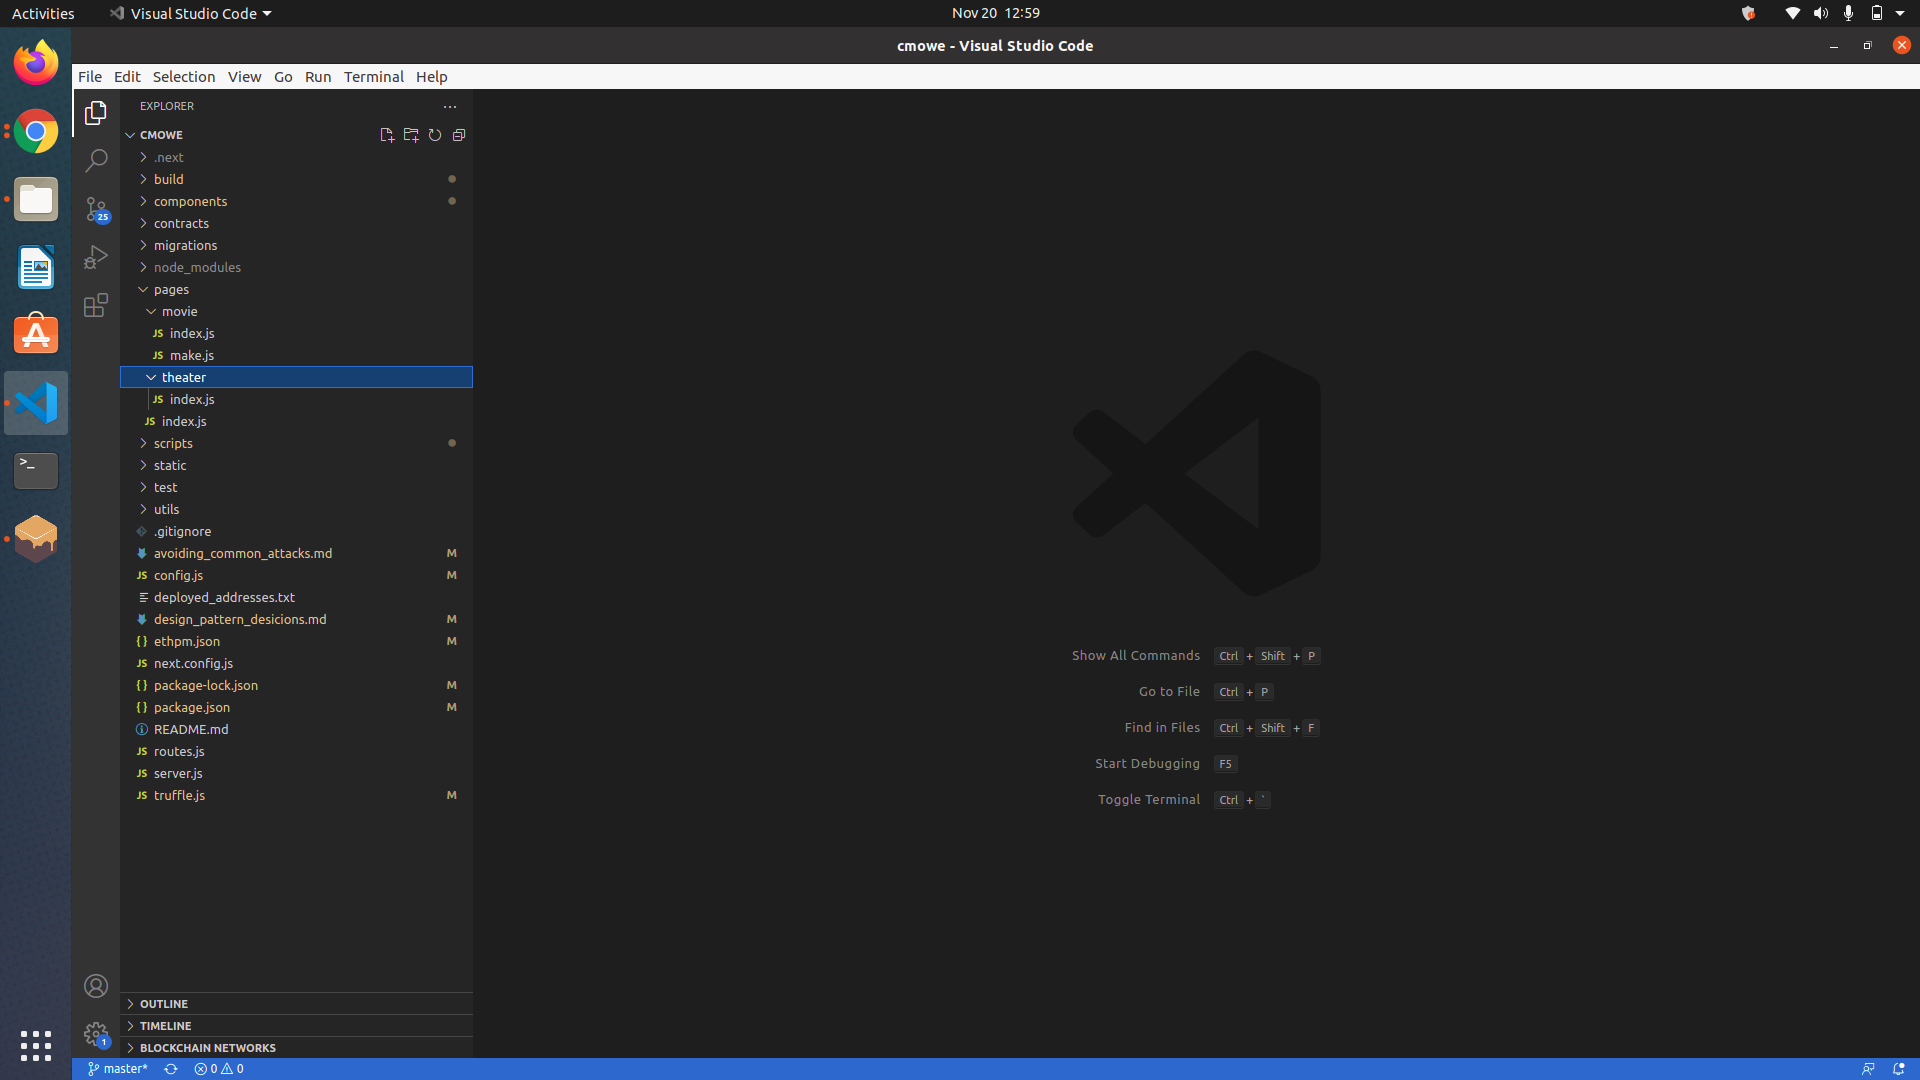 Activities Visual Studio Code Nov 20 12:59
cmowe - Visual Studio Code
File Edit Selection View Go Run Terminal Help
EXPLORER
CMOWE
.next
build
components
contracts
25
migrations
node_modules
pages
movie
JS index.js
JS make.js
theater
JS index.js
JS index.js
scripts
static
test
utils
.gitignore
avoiding_common_attacks.md M
JS config.js M
deployed_addresses.txt
design_pattern_desicions.md M
{ } ethpm.json M
JS next.config.js
{ } package-lock.json M
{ } package.json M
README.md
JS routes.js
JS server.js
JS truffle.js M
Show All Commands Ctrl + Shift + P
Go to File Ctrl + P
Find in Files Ctrl + Shift + F
Start Debugging F5
Toggle Terminal Ctrl + `
OUTLINE
TIMELINE
1
BLOCKCHAIN NETWORKS
master* 0 0